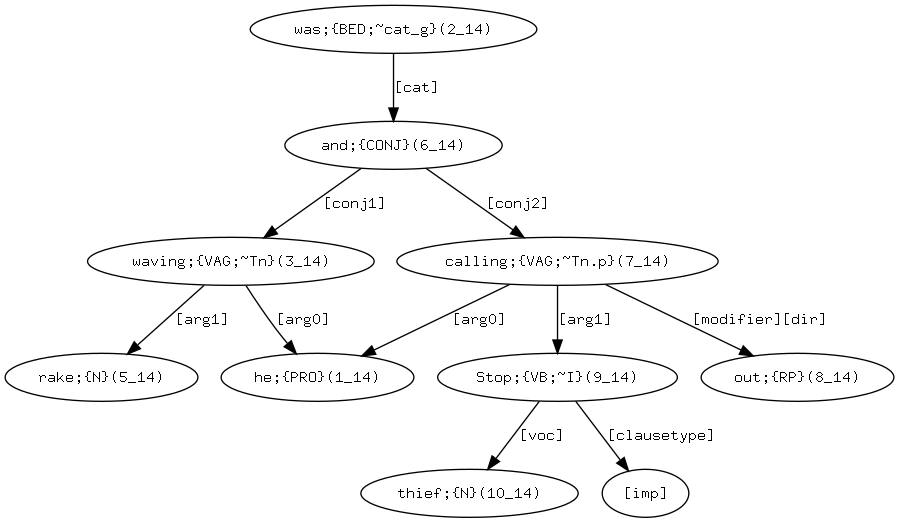 was;{BED;~cat_g}(2_14)
[cat]
and;{CONJ}(6_14)
[conj1] [conj2]
waving;{VAG;~Tn}(3_14) calling;{VAG;~Tn.p}(7_14)
[arg1] [arg0] [arg0] [arg1] [modifier][dir]
rake;{N}(5_14) he;{PRO}(1_14) Stop;{VB;~I}(9_14) out;{RP}(8_14)
[voc] [clausetype]
thief;{N}(10_14) [imp]